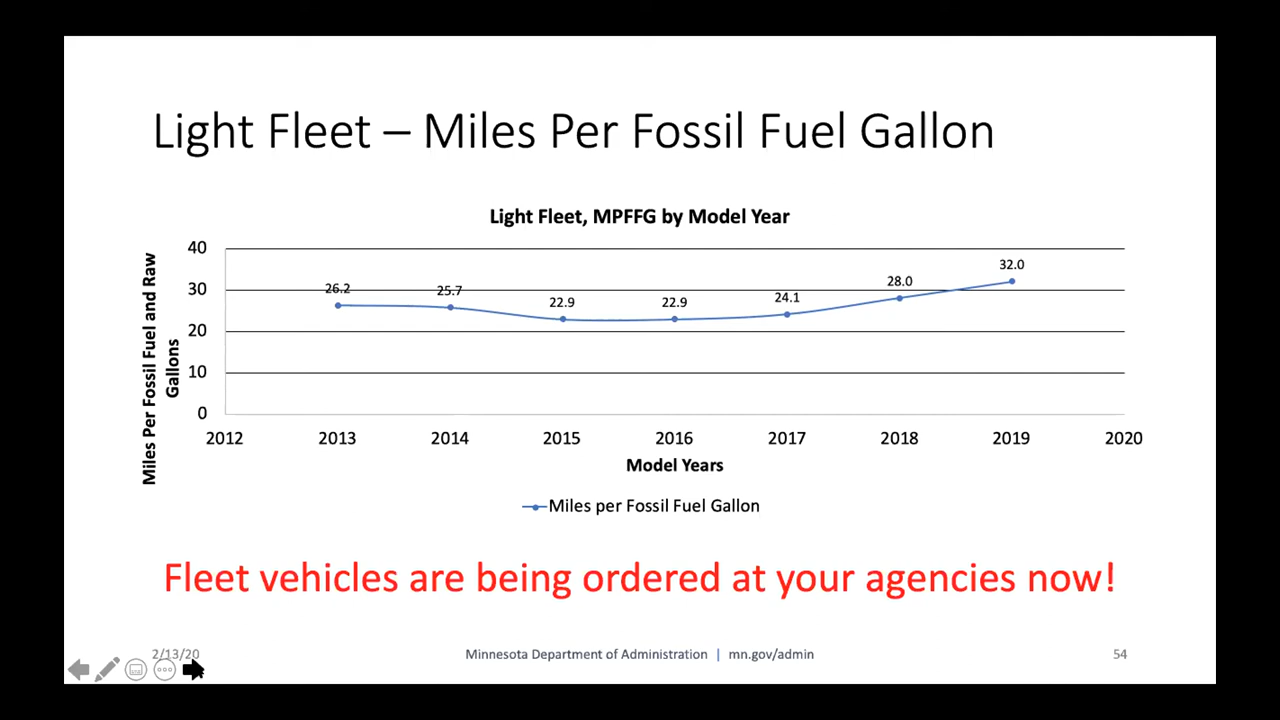 Light Fleet – Miles Per Fossil Fuel Gallon
Light Fleet, MPFFG by Model Year
Miles Per Fossil Fuel and Raw
Gallons
40
30
20
10
0
26.2
25.7
22.9
22.9
24.1
28.0
32.0
2012 2013 2014 2015 2016 2017 2018 2019 2020
Model Years
Miles per Fossil Fuel Gallon
Fleet vehicles are being ordered at your agencies now!
2/13/20 Minnesota Department of Administration | mn.gov/admin 54